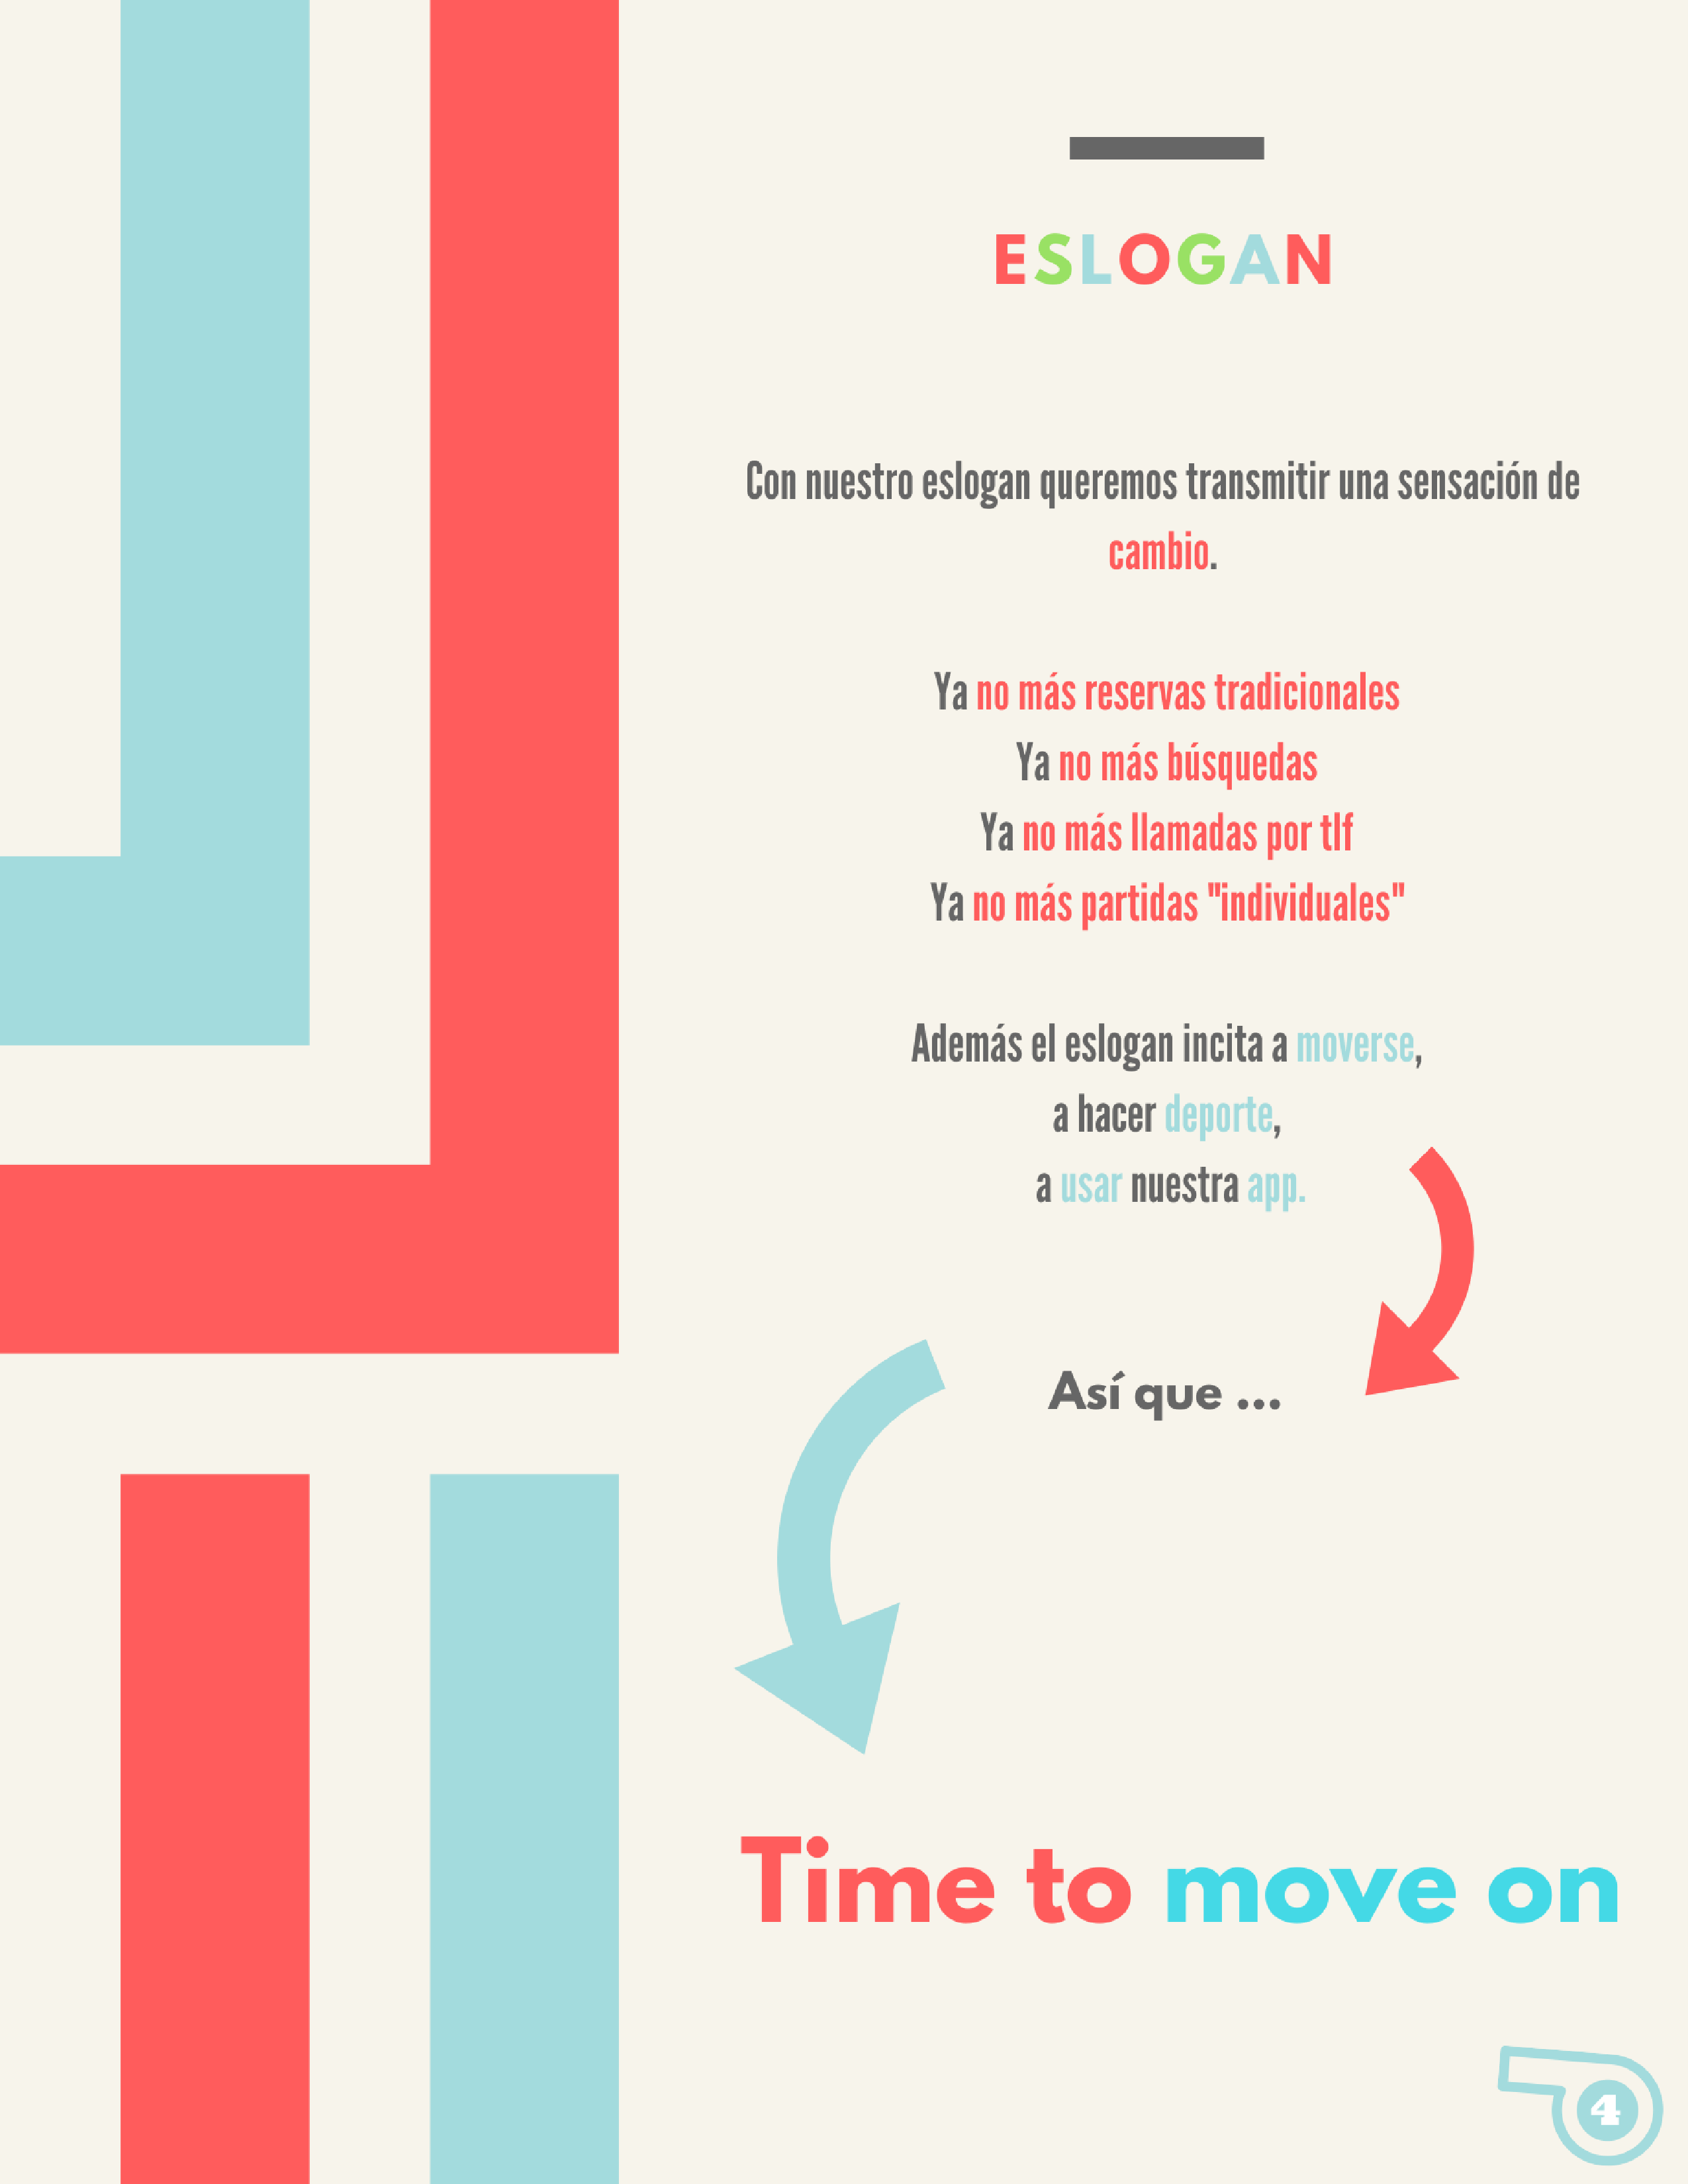 ESLOGAN
Con nuestro eslogan queremos transmitir una sensación de
cambio.
Ya no más reservas tradicionales
Ya no más búsquedas
Ya no más llamadas por tlf
Ya no más partidas "individuales"
Además el eslogan incita a moverse,
a hacer deporte,
a usar nuestra app.
Así que ...
Time to move on
4